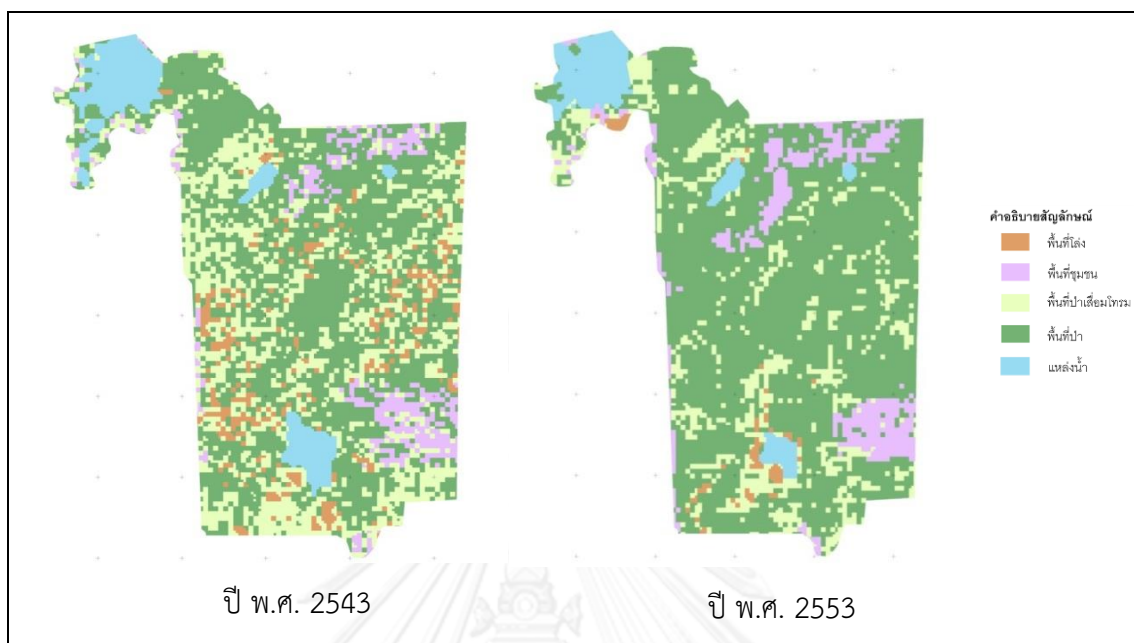 คำอธิบายสัญลักษณ์
พื้นที่โล่ง
พื้นที่ชุมชน
พื้นที่ป่าเสื่อมโทรม
พื้นที่ป่า
แหล่งน้ำ
ปี พ.ศ. 2543
ปี พ.ศ. 2553